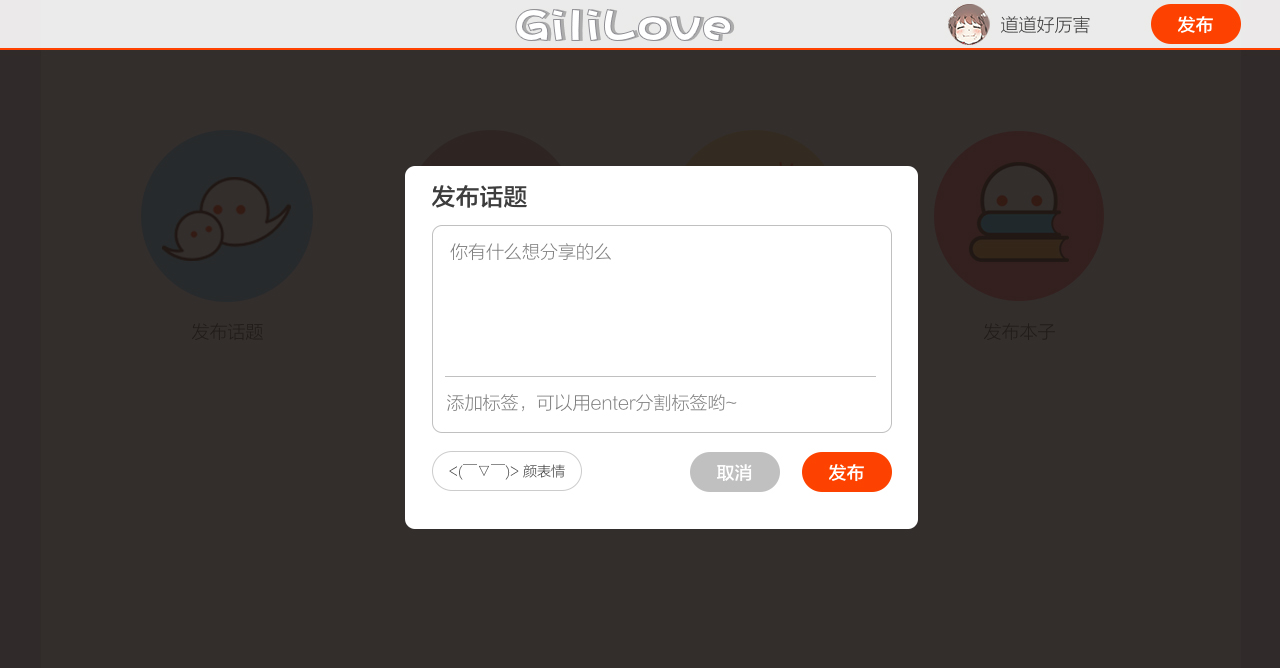 GiliLove
道道好厉害
发布
发布话题
你有什么想分享的么
添加标签，可以用enter分割标签哟~
<(￣▽￣)> 颜表情
取消
发布
发布话题
发布本子